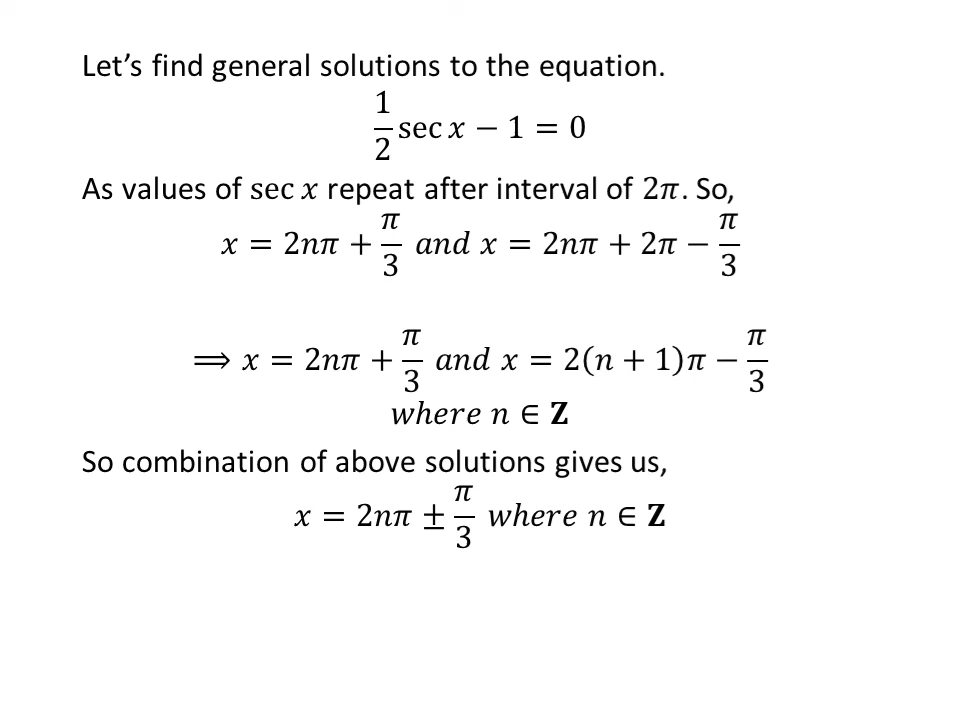 Let’s find general solutions to the equation.
1/2 sec 𝑥 − 1 = 0
As values of sec 𝑥 repeat after interval of 2𝜋. So,
𝑥 = 2𝑛𝜋 + 𝜋/3 𝑎𝑛𝑑 𝑥 = 2𝑛𝜋 + 2𝜋 − 𝜋/3
⟹ 𝑥 = 2𝑛𝜋 + 𝜋/3 𝑎𝑛𝑑 𝑥 = 2(𝑛 + 1)𝜋 − 𝜋/3
𝑤ℎ𝑒𝑟𝑒 𝑛 ∈ 𝐙
So combination of above solutions gives us,
𝑥 = 2𝑛𝜋 ± 𝜋/3 𝑤ℎ𝑒𝑟𝑒 𝑛 ∈ 𝐙